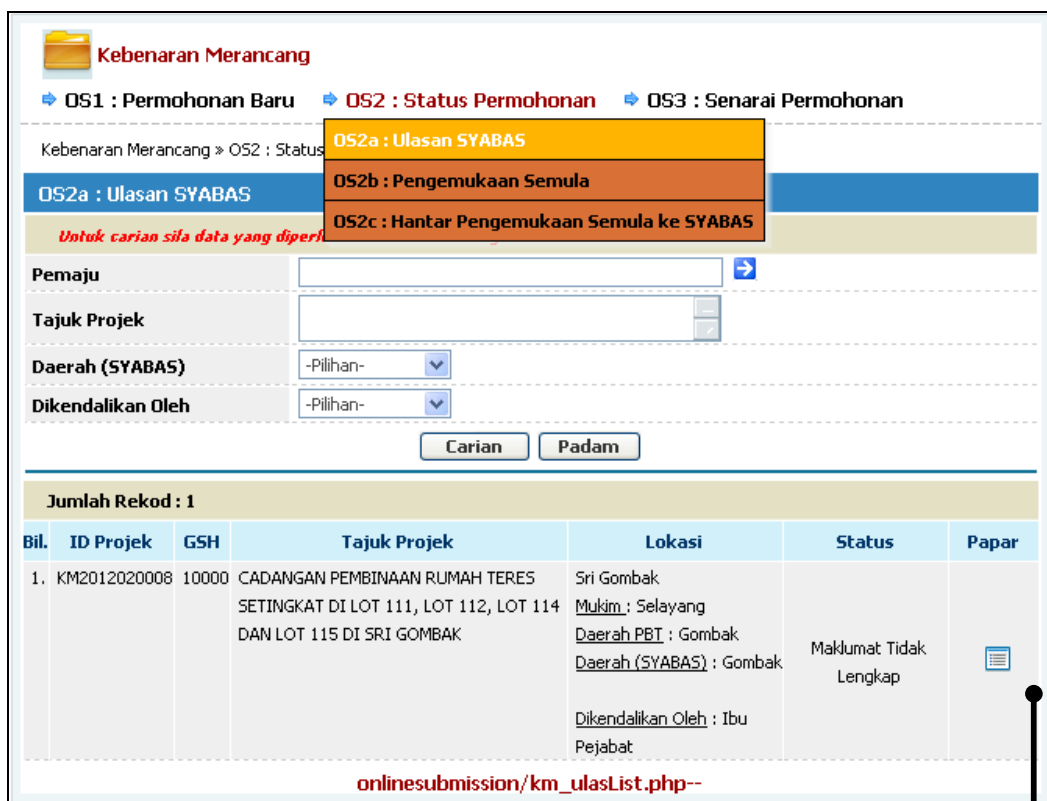 Kebenaran Merancang
OS1 : Permohonan Baru OS2 : Status Permohonan OS3 : Senarai Permohonan
Kebenaran Merancang » OS2 : Status
OS2a : Ulasan SYABAS
OS2b : Pengemukaan Semula
OS2c : Hantar Pengemukaan Semula ke SYABAS
OS2a : Ulasan SYABAS
Untuk carian sila data yang
Pemaju
Tajuk Projek
Daerah (SYABAS) -Pilihan-
Dikendalikan Oleh -Pilihan-
Carian Padam
Jumlah Rekod : 1
Bil. ID Projek GSH Tajuk Projek Lokasi Status Papar
1. KM2012020008 10000 CADANGAN PEMBINAAN RUMAH TERES
SETINGKAT DI LOT 111, LOT 112, LOT 114
DAN LOT 115 DI SRI GOMBAK
Sri Gombak
Mukim : Selayang
Daerah PBT : Gombak
Daerah (SYABAS) : Gombak
Dikendalikan Oleh : Ibu
Pejabat
Maklumat Tidak
Lengkap
onlinesubmission/km_ulasList.php--